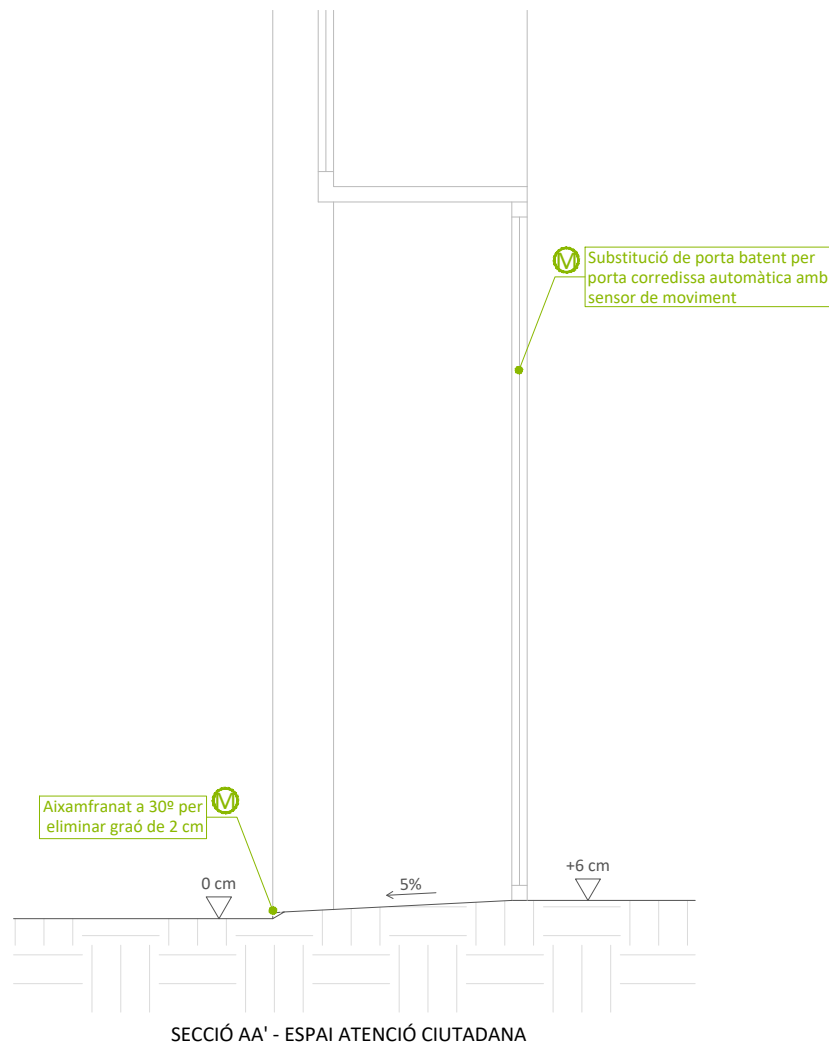 M
Substitució de porta batent per
porta corredissa automàtica amb
sensor de moviment
M
Aixamfranat a 30º per
eliminar graó de 2 cm
0 cm
5%
+6 cm
SECCIÓ AA' - ESPAI ATENCIÓ CIUTADANA